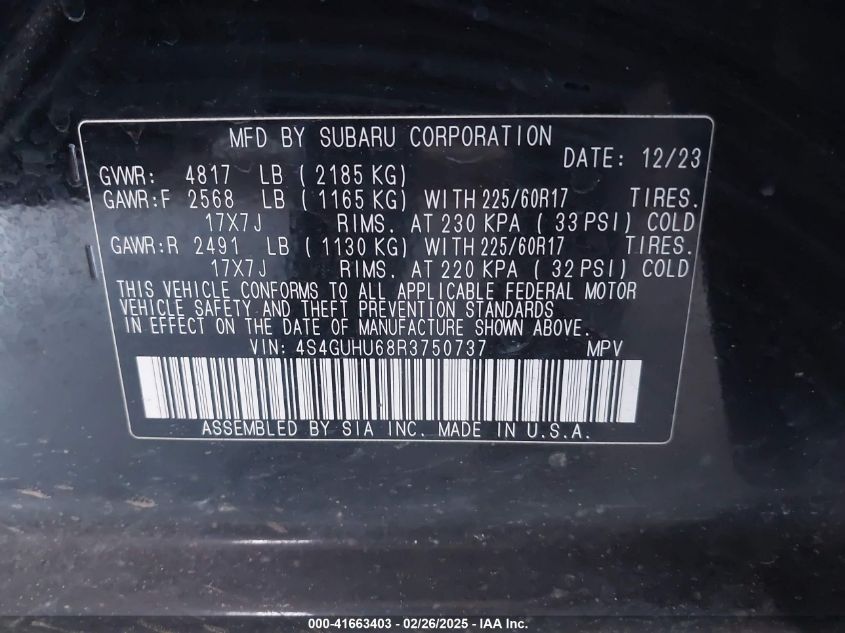 MFD BY SUBARU CORPORATION
DATE: 12/23
GVWR: 4817 LB ( 2185 KG)
GAWR:F 2568 LB ( 1165 KG) WITH 225/60R17 TIRES.
17X7J RIMS. AT 230 KPA ( 33 PSI) COLD
GAWR:R 2491 LB ( 1130 KG) WITH 225/60R17 TIRES.
17X7J RIMS. AT 220 KPA ( 32 PSI) COLD
THIS VEHICLE CONFORMS TO ALL APPLICABLE FEDERAL MOTOR
VEHICLE SAFETY AND THEFT PREVENTION STANDARDS
IN EFFECT ON THE DATE OF MANUFACTURE SHOWN ABOVE.
VIN: 4S4GUHU68R3750737 MPV
ASSEMBLED BY SIA INC. MADE IN U.S.A.
000-41663403 - 02/26/2025 - IAA Inc.